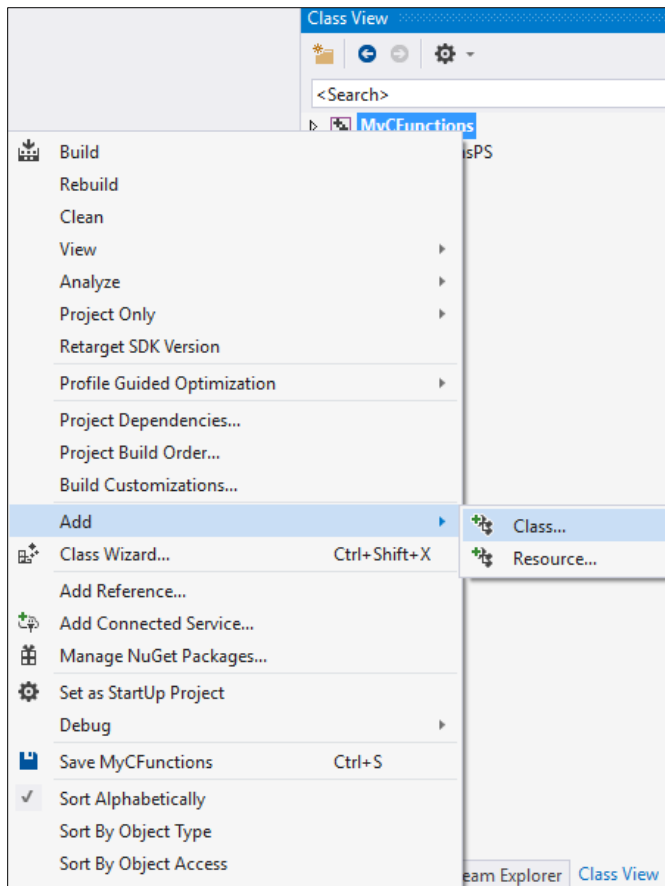 Class View
<Search>
MyCFunctions
isPS
Build
Rebuild
Clean
View
Analyze
Project Only
Retarget SDK Version
Profile Guided Optimization
Project Dependencies...
Project Build Order...
Build Customizations...
Add
Class...
Class Wizard... Ctrl+Shift+X
Resource...
Add Reference...
Add Connected Service...
Manage NuGet Packages...
Set as StartUp Project
Debug
Save MyCFunctions Ctrl+S
Sort Alphabetically
Sort By Object Type
Sort By Object Access
eam Explorer Class View